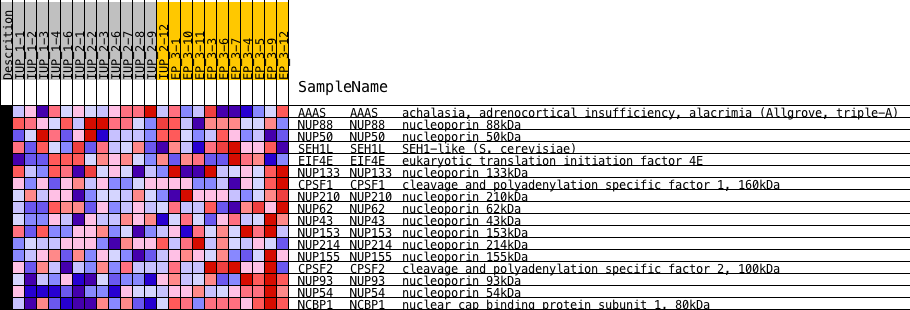 Descrition
IUP_1-1
IUP_1-2
IUP_1-3
IUP_1-4
IUP_1-6
IUP_2-1
IUP_2-2
IUP_2-3
IUP_2-6
IUP_2-7
IUP_2-8
IUP_2-9
IUP_2-12
EP_3-1
EP_3-10
EP_3-11
EP_3-3
EP_3-6
EP_3-7
EP_3-4
EP_3-5
EP_3-9
EP_3-12
SampleName
AAAS AAAS achalasia, adrenocortical insufficiency, alacrimia (Allgrove, triple-A)
NUP88 NUP88 nucleoporin 88kDa
NUP50 NUP50 nucleoporin 50kDa
SEH1L SEH1L SEH1-like (S. cerevisiae)
EIF4E EIF4E eukaryotic translation initiation factor 4E
NUP133 NUP133 nucleoporin 133kDa
CPSF1 CPSF1 cleavage and polyadenylation specific factor 1, 160kDa
NUP210 NUP210 nucleoporin 210kDa
NUP62 NUP62 nucleoporin 62kDa
NUP43 NUP43 nucleoporin 43kDa
NUP153 NUP153 nucleoporin 153kDa
NUP214 NUP214 nucleoporin 214kDa
NUP155 NUP155 nucleoporin 155kDa
CPSF2 CPSF2 cleavage and polyadenylation specific factor 2, 100kDa
NUP93 NUP93 nucleoporin 93kDa
NUP54 NUP54 nucleoporin 54kDa
NCBP1 NCBP1 nuclear cap binding protein subunit 1, 80kDa